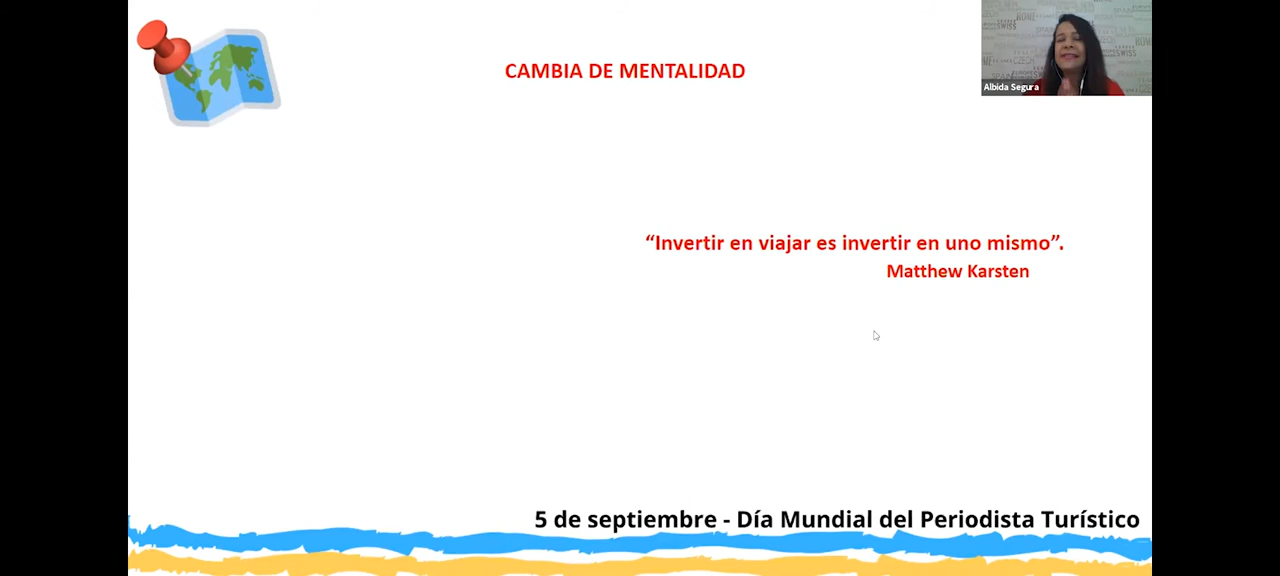 CAMBIA DE MENTALIDAD
Albida Segura
“Invertir en viajar es invertir en uno mismo”.
Matthew Karsten
5 de septiembre - Día Mundial del Periodista Turístico